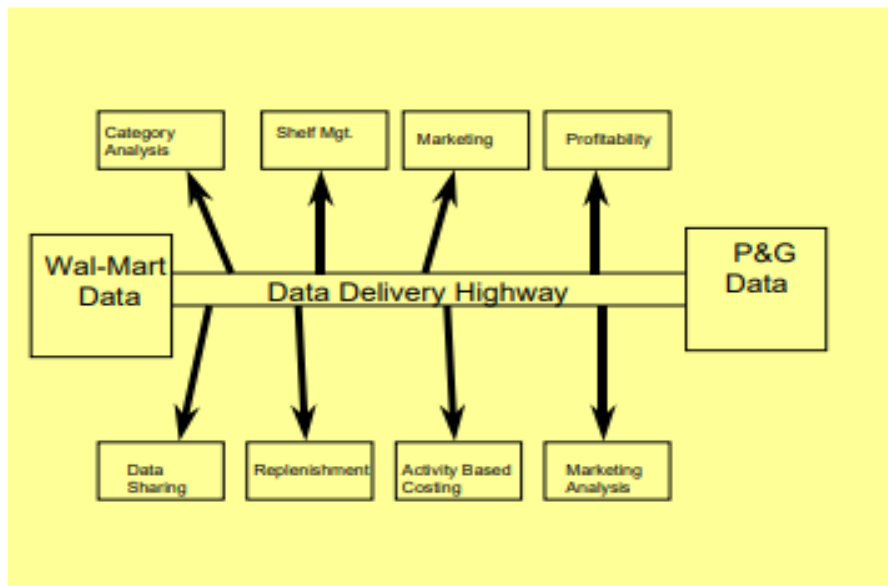 Category
Analysis
Shelf Mgt.
Marketing
Profitability
Wal-Mart
Data
Data Delivery Highway
P&G
Data
Data
Sharing
Replenishment
Activity Based
Costing
Marketing
Analysis